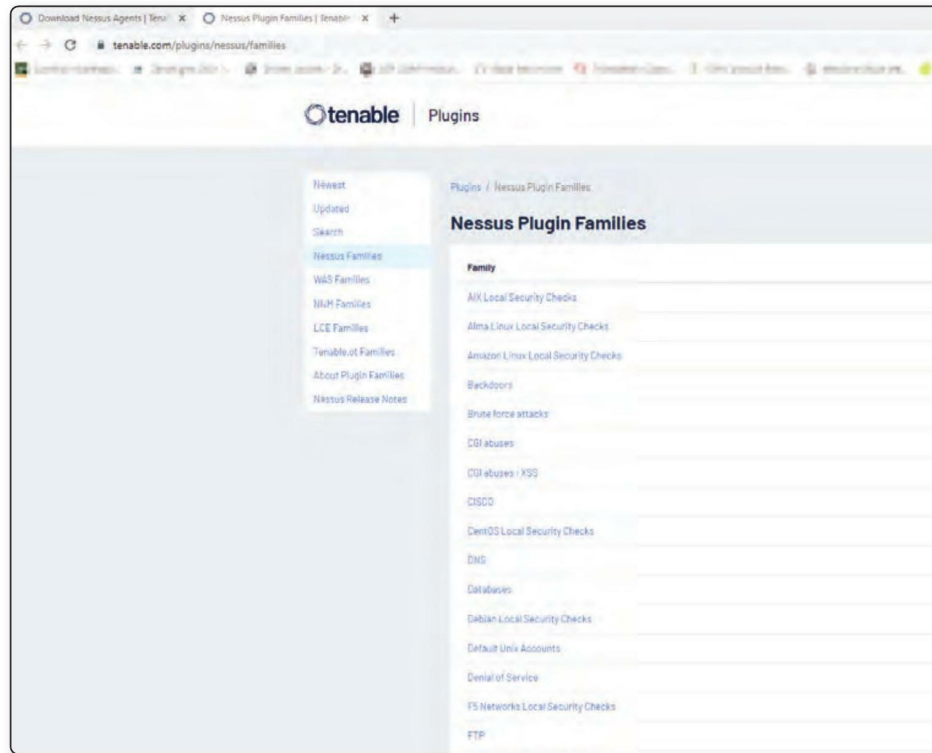 Download Nessus Agents | Tena
Nessus Plugin Families | Tenable
tenable.com/plugins/nessus/families
tenable
Plugins
Newest
Updated
Search
Nessus Families
WAS Families
NNM Families
LCE Families
Tenable.ot Families
About Plugin Families
Nessus Release Notes
Plugins / Nessus Plugin Families
Nessus Plugin Families
Family
AIX Local Security Checks
Alma Linux Local Security Checks
Amazon Linux Local Security Checks
Backdoors
Brute force attacks
CGI abuses
CGI abuses : XSS
CISCO
CentOS Local Security Checks
DNS
Databases
Debian Local Security Checks
Default Unix Accounts
Denial of Service
F5 Networks Local Security Checks
FTP